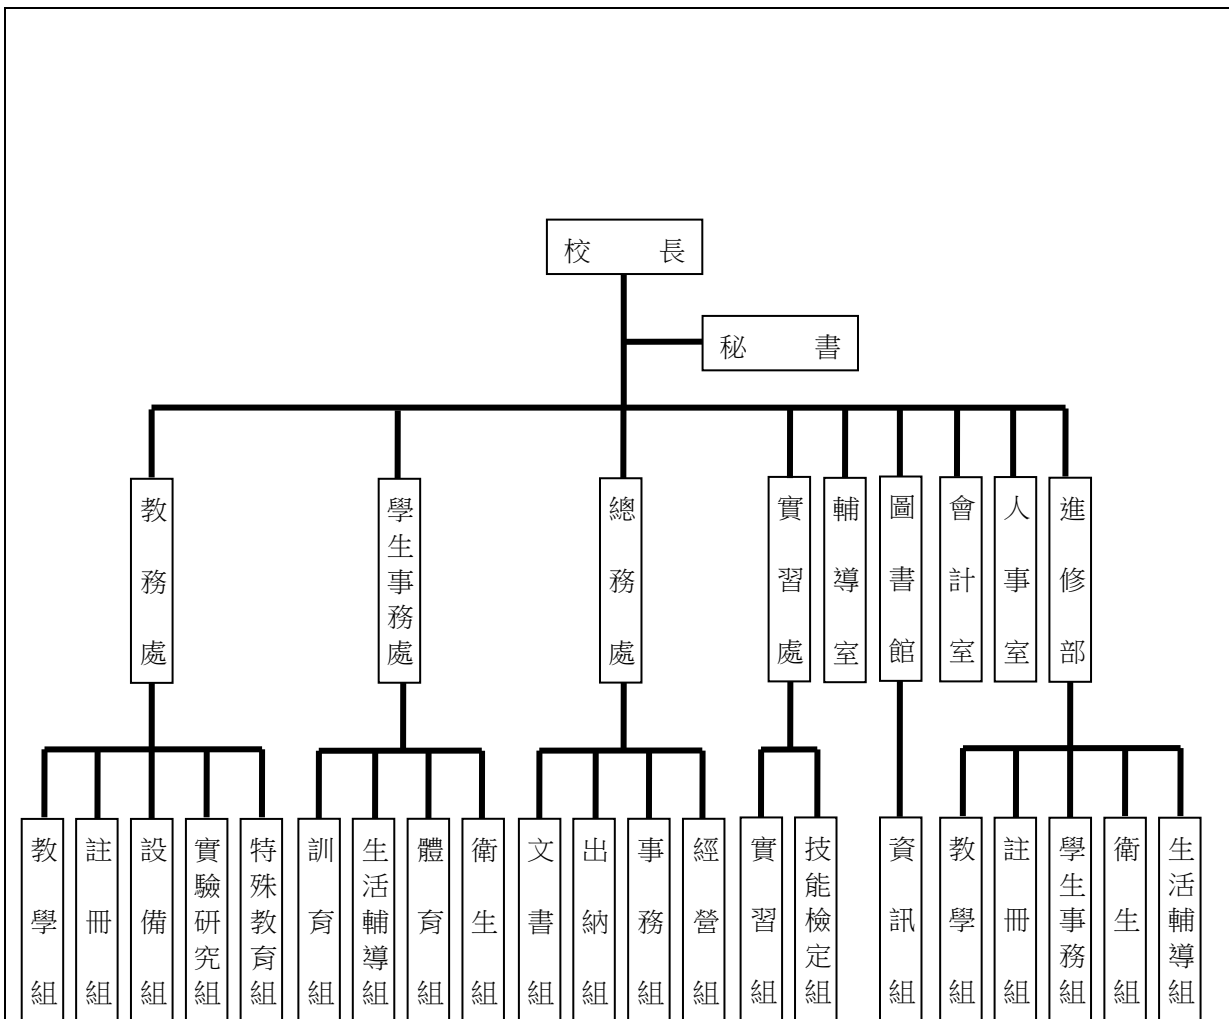 校長
秘書
教務處
學生事務處
總務處
實習處
輔導室
圖書館
會計室
人事室
進修部
教學組
註冊組
設備組
實驗研究組
特殊教育組
訓育組
生活輔導組
體育組
衛生組
文書組
出納組
事務組
經營組
實習組
技能檢定組
資訊組
教學組
註冊組
學生事務組
衛生組
生活輔導組